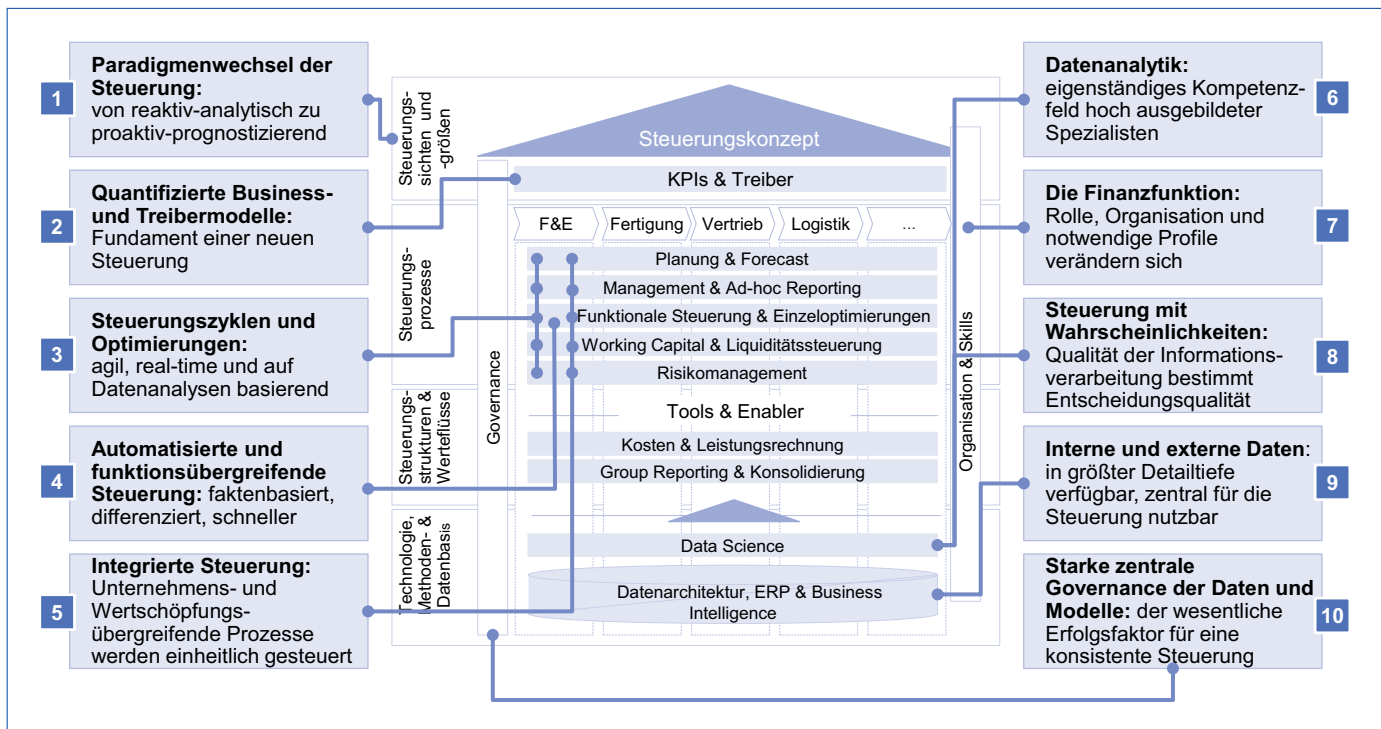 1
Paradigmenwechsel der
Steuerung:
von reaktiv-analytisch zu
proaktiv-prognostizierend
2
Quantifizierte Business-
und Treibermodelle:
Fundament einer neuen
Steuerung
3
Steuerungszyklen und
Optimierungen:
agil, real-time und auf
Datenanalysen basierend
4
Automatisierte und
funktionsübergreifende
Steuerung: faktenbasiert,
differenziert, schneller
5
Integrierte Steuerung:
Unternehmens- und
Wertschöpfungs-
übergreifende Prozesse
werden einheitlich gesteuert
Steuerungs-
sichten und
-größen
Steuerungs-
prozesse
Steuerungs-
strukturen &
Werteflüsse
Technologie,
Methoden- &
Datenbasis
Governance
Steuerungskonzept
KPIs & Treiber
F&E
Fertigung
Vertrieb
Logistik
...
Planung & Forecast
Management & Ad-hoc Reporting
Funktionale Steuerung & Einzeloptimierungen
Working Capital & Liquiditätssteuerung
Risikomanagement
Tools & Enabler
Kosten & Leistungsrechnung
Group Reporting & Konsolidierung
Data Science
Datenarchitektur, ERP & Business
Intelligence
Organisation & Skills
Datenanalytik:
eigenständiges Kompetenz-
feld hoch ausgebildeter
Spezialisten
6
Die Finanzfunktion:
Rolle, Organisation und
notwendige Profile
verändern sich
7
Steuerung mit
Wahrscheinlichkeiten:
Qualität der Informations-
verarbeitung bestimmt
Entscheidungsqualität
8
Interne und externe Daten:
in größter Detailtiefe
verfügbar, zentral für die
Steuerung nutzbar
9
Starke zentrale
Governance der Daten und
Modelle: der wesentliche
Erfolgsfaktor für eine
konsistente Steuerung
10